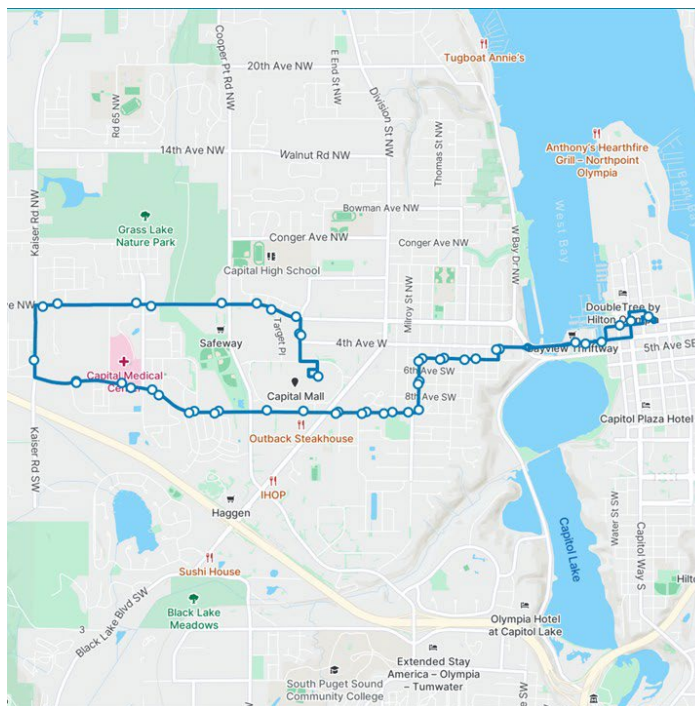 Cooper Pt Rd NW
E End St NW
Tugboat Annie's
20th Ave NW
Rd 65 NW
Division St NW
14th Ave NW
Walnut Rd NW
Thomas St NW
Anthony's Hearthfire
Grill – Northpoint
Olympia
Kaiser Rd NW
Grass Lake
Nature Park
Bowman Ave NW
W Bay Dr NW
West Bay
Conger Ave NW
Conger Ave NW
Capital High School
Milroy St NW
ve NW
Target Pl
DoubleTree by
Hilton
Safeway
4th Ave W
Bayview Thriftway
5th Ave SE
Capital Medical
6th Ave SW
Capital Mall
8th Ave SW
Outback Steakhouse
Capitol Plaza Hotel
Kaiser Rd SW
IHOP
Haggen
Capitol Lake
Water St SW
Capitol Way S
Sushi House
Hilt
Black Lake Blvd SW
Black Lake
Meadows
3
Olympia Hotel
at Capitol Lake
Extended Stay
America – Olympia
– Tumwater
South Puget Sound
Community College